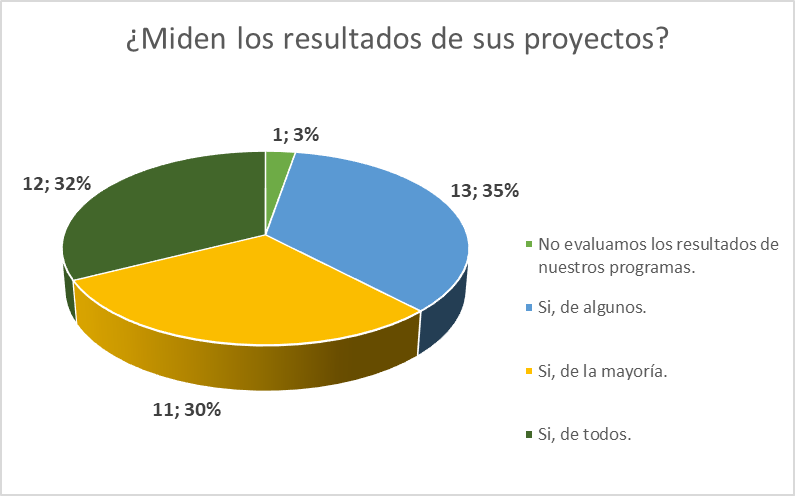 ¿Miden los resultados de sus proyectos?
1; 3%
12; 32%
13; 35%
11; 30%
No evaluamos los resultados de
nuestros programas.
Si, de algunos.
Si, de la mayoría.
Si, de todos.